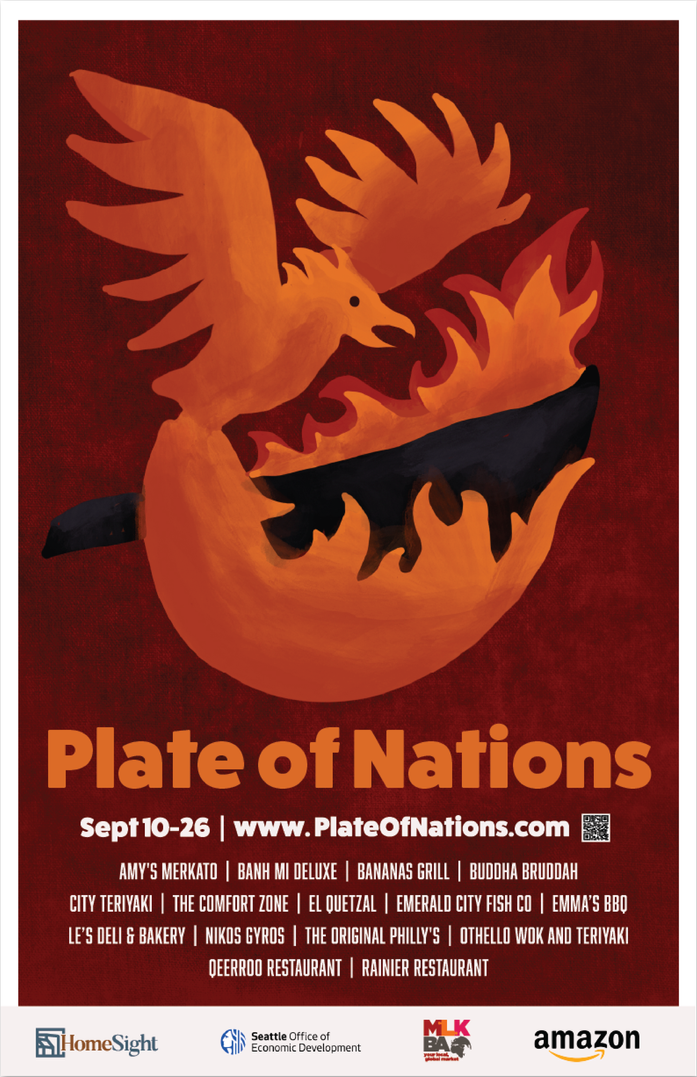 Plate of Nations
Sept 10-26 | www.PlateOfNations.com
AMY'S MERKATO | BANH MI DELUXE | BANANAS GRILL | BUDDHA BRUDDAH
CITY TERIYAKI | THE COMFORT ZONE | EL QUETZAL | EMERALD CITY FISH CO | EMMA'S BBQ
LE'S DELI & BAKERY | NIKOS GYROS | THE ORIGINAL PHILLY'S | OTHELLO WOK AND TERIYAKI
QEERROO RESTAURANT | RAINIER RESTAURANT
HomeSight
Seattle Office of
Economic Development
MLK
BA
your local,
global market
amazon